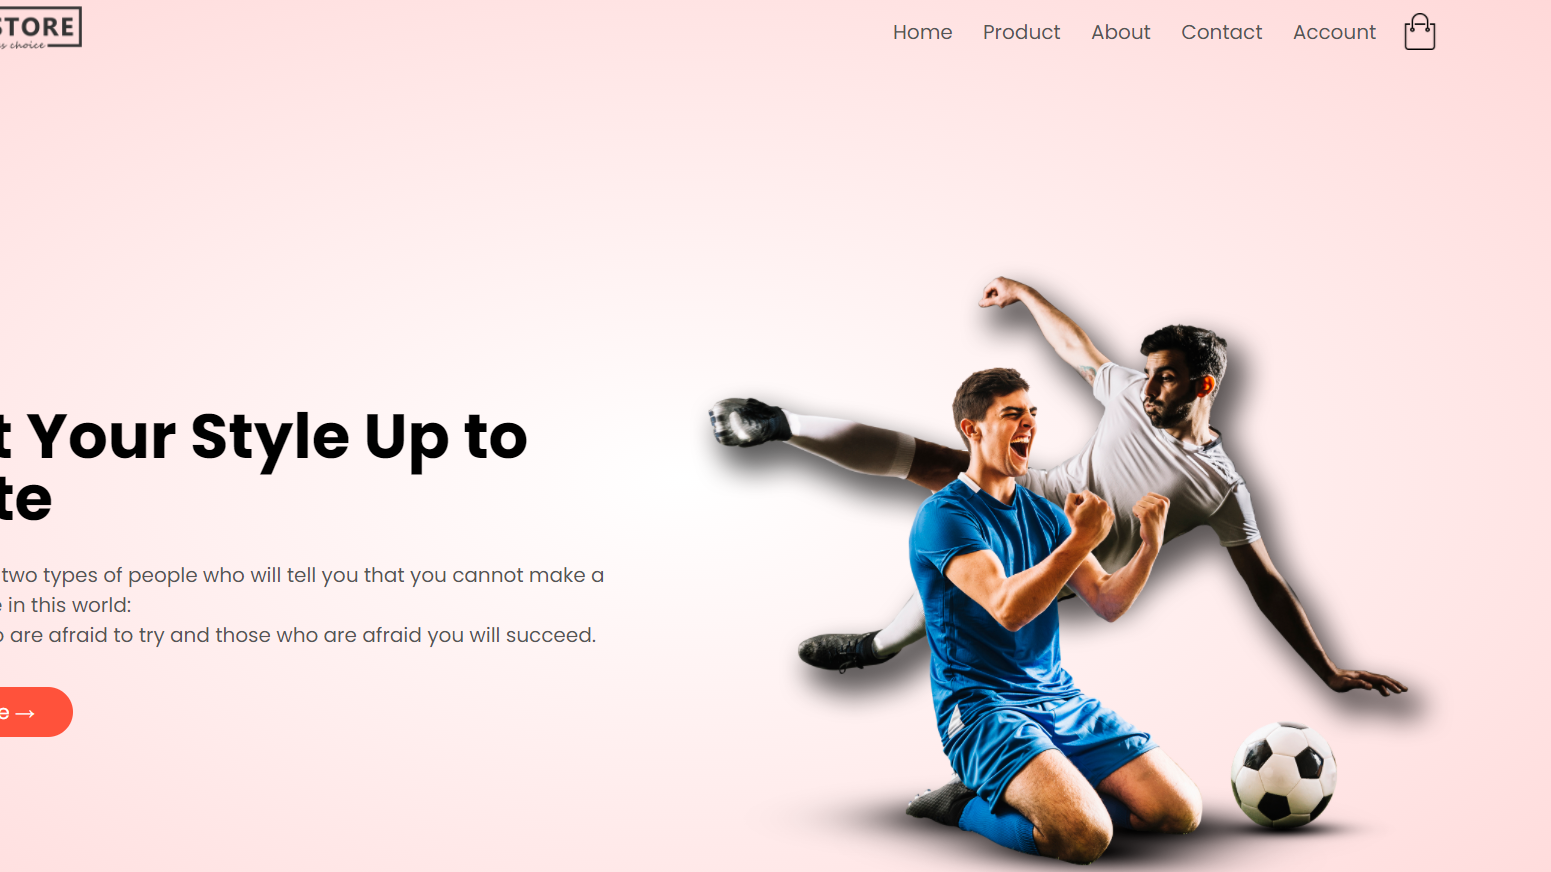 STORE
choice
Home Product About Contact Account
t Your Style Up to
te
two types of people who will tell you that you cannot make a
e in this world:
o are afraid to try and those who are afraid you will succeed.
e →